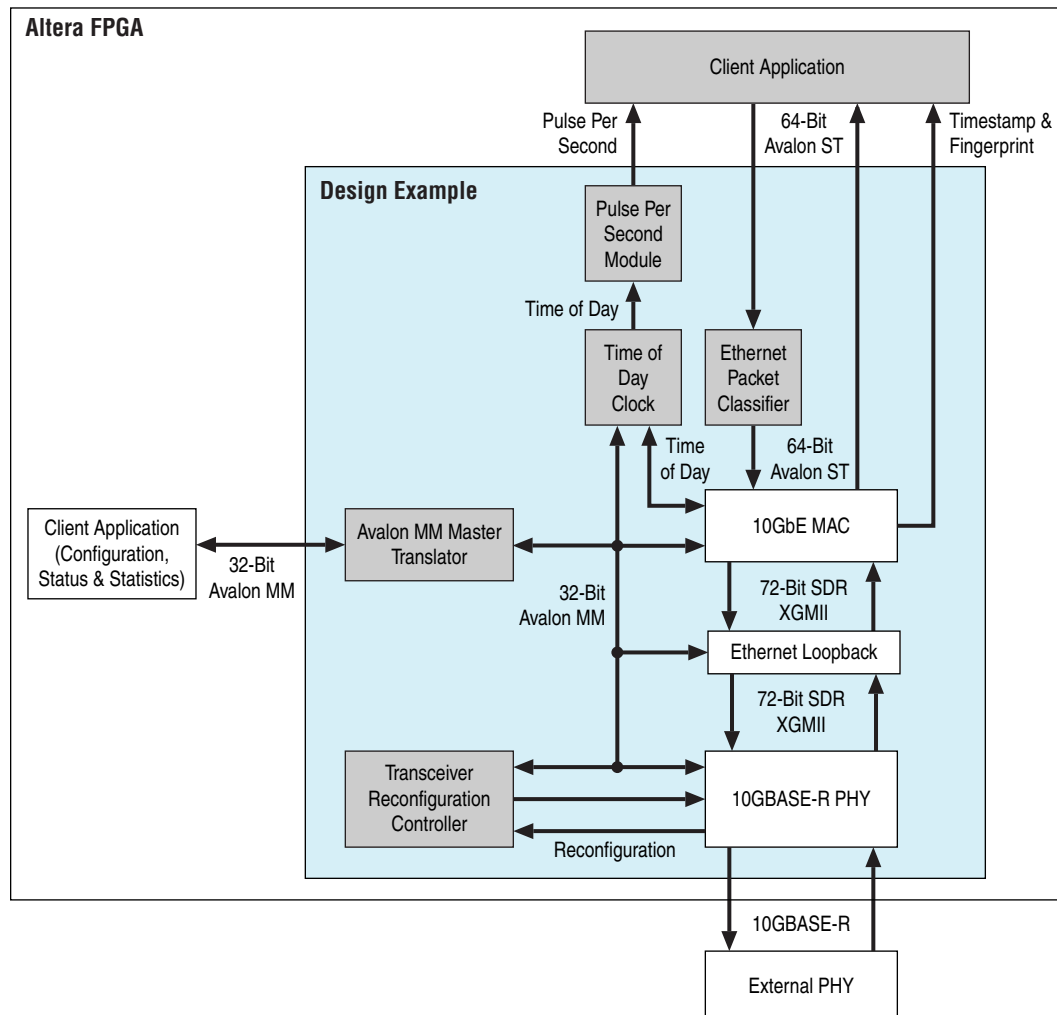 Altera FPGA
Client Application
Pulse Per
Second
64-Bit
Avalon ST
Timestamp &
Fingerprint
Design Example
Pulse Per
Second
Module
Time of Day
Time of
Day
Clock
Ethernet
Packet
Classifier
Time
of Day
64-Bit
Avalon ST
Client Application
(Configuration,
Status & Statistics)
32-Bit
Avalon MM
Avalon MM Master
Translator
10GbE MAC
32-Bit
Avalon MM
72-Bit SDR
XGMII
Ethernet Loopback
72-Bit SDR
XGMII
Transceiver
Reconfiguration
Controller
10GBASE-R PHY
Reconfiguration
10GBASE-R
External PHY